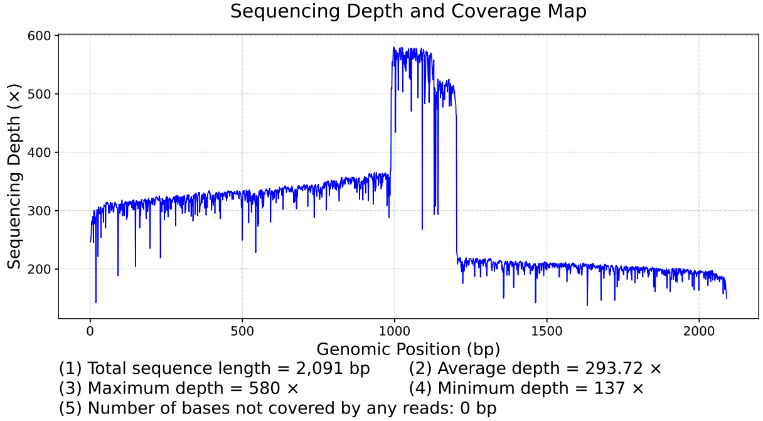 Sequencing Depth and Coverage Map
600
500
400
300
200
Sequencing Depth (×)
0 500 1000 1500 2000
Genomic Position (bp)
(1) Total sequence length = 2,091 bp (2) Average depth = 293.72 ×
(3) Maximum depth = 580 × (4) Minimum depth = 137 ×
(5) Number of bases not covered by any reads: 0 bp